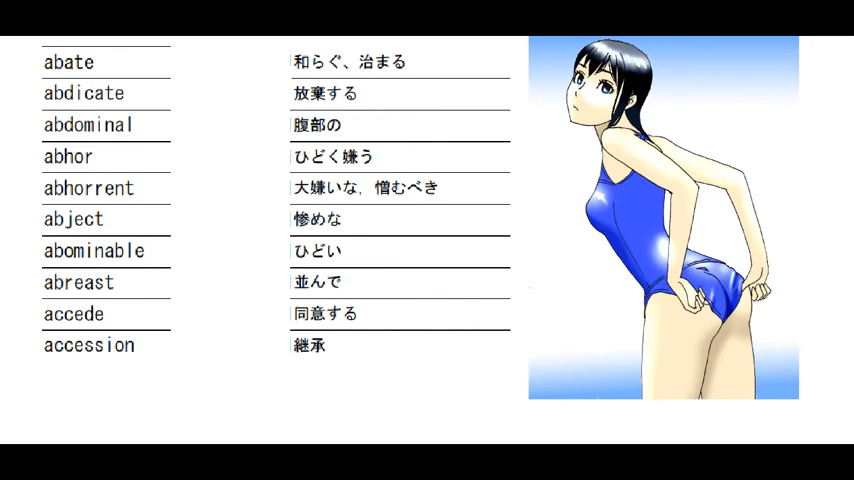 abate 和らぐ、治まる
abdicate 放棄する
abdominal 腹部の
abhor ひどく嫌う
abhorrent 大嫌いな，憎むべき
abject 惨めな
abominable ひどい
abreast 並んで
accede 同意する
accession 継承